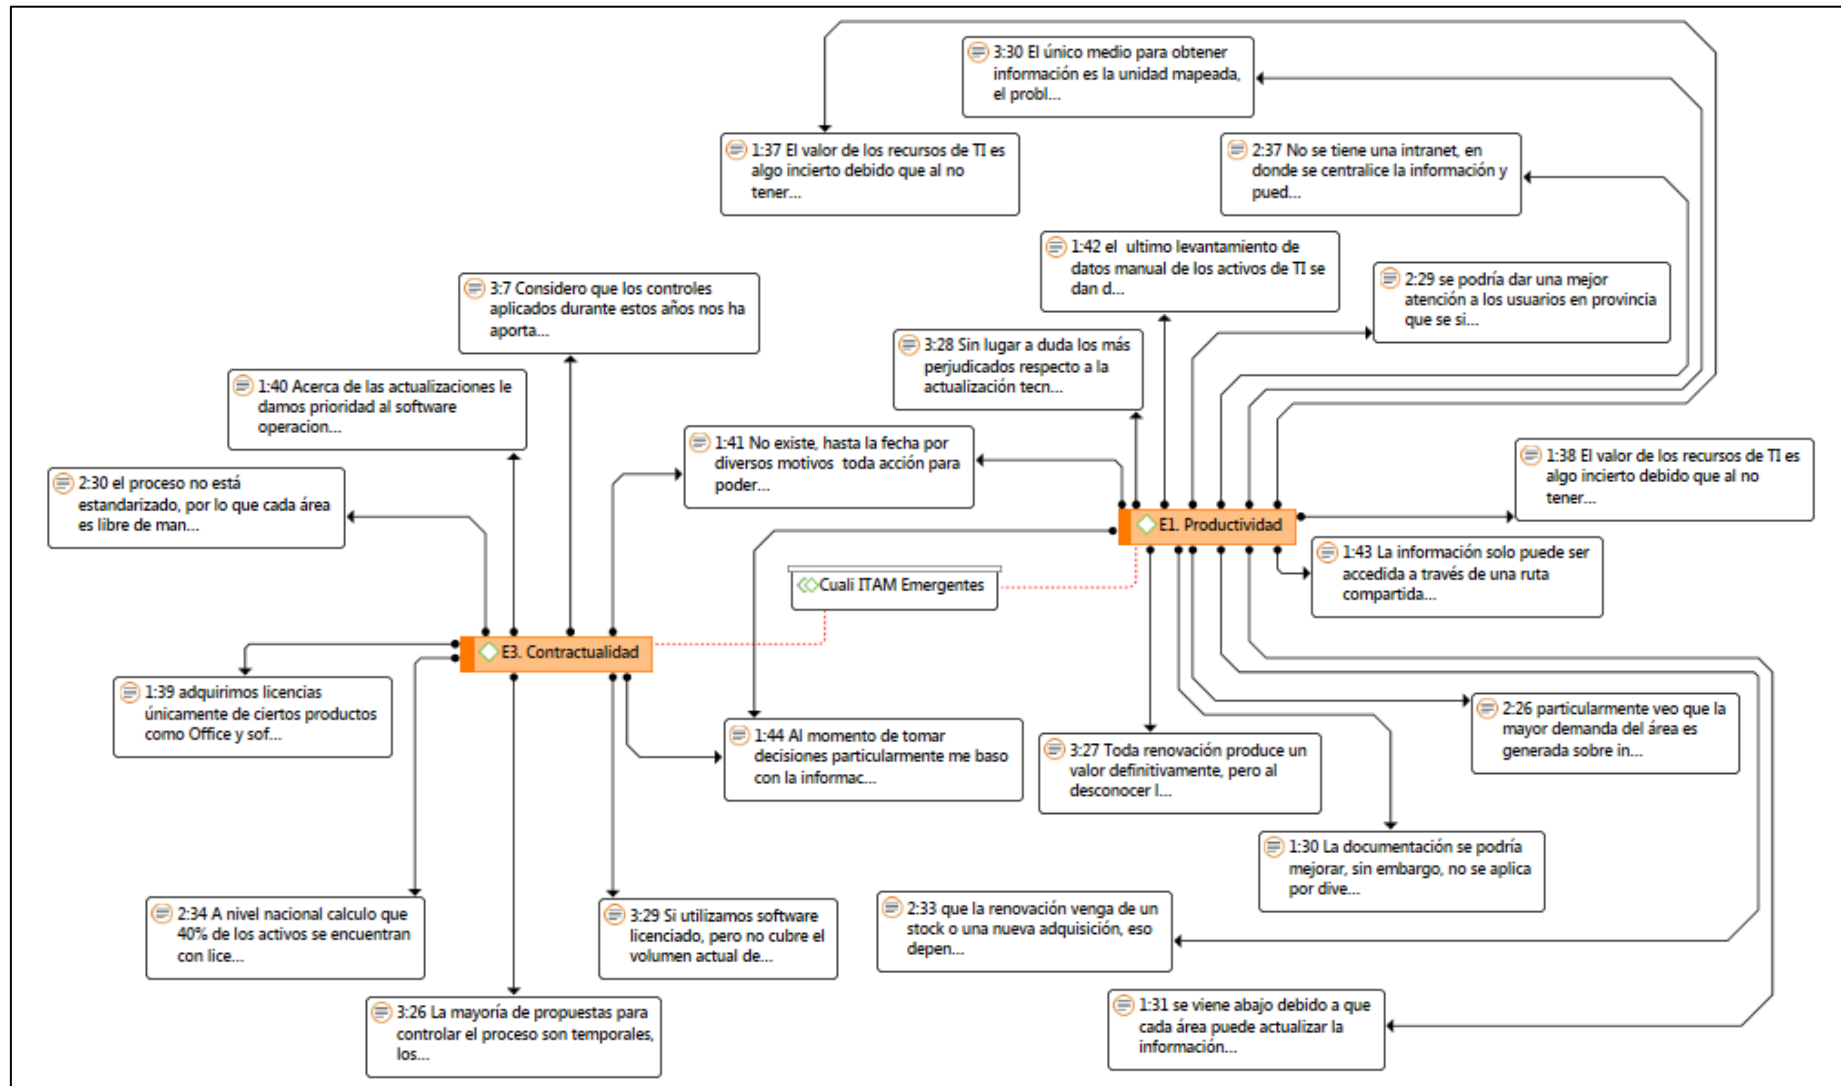 3:30 El único medio para obtener
información es la unidad mapeada,
el probl...
1:37 El valor de los recursos de TI es
algo incierto debido que al no
tener...
2:37 No se tiene una intranet, en
donde se centralice la información y
pued...
1:42 el ultimo levantamiento de
datos manual de los activos de TI se
dan d...
2:29 se podría dar una mejor
atención a los usuarios en provincia
que se si...
3:7 Considero que los controles
aplicados durante estos años nos ha
aporta...
3:28 Sin lugar a duda los más
perjudicados respecto a la
actualización tecn...
1:40 Acerca de las actualizaciones le
damos prioridad al software
operacion...
1:41 No existe, hasta la fecha por
diversos motivos toda acción para
poder...
1:38 El valor de los recursos de TI es
algo incierto debido que al no
tener...
2:30 el proceso no está
estandarizado, por lo que cada área
es libre de man...
E1. Productividad
1:43 La información solo puede ser
accedida a través de una ruta
compartida...
Cuali ITAM Emergentes
E3. Contractualidad
1:39 adquirimos licencias
únicamente de ciertos productos
como Office y sof...
1:44 Al momento de tomar
decisiones particularmente me baso
con la informac...
3:27 Toda renovación produce un
valor definitivamente, pero al
desconocer l...
2:26 particularmente veo que la
mayor demanda del área es
generada sobre in...
1:30 La documentación se podría
mejorar, sin embargo, no se aplica
por dive...
2:34 A nivel nacional calculo que
40% de los activos se encuentran
con lice...
3:29 Si utilizamos software
licenciado, pero no cubre el
volumen actual de...
2:33 que la renovación venga de un
stock o una nueva adquisición, eso
depen...
3:26 La mayoría de propuestas para
controlar el proceso son temporales,
los...
1:31 se viene abajo debido a que
cada área puede actualizar la
información...